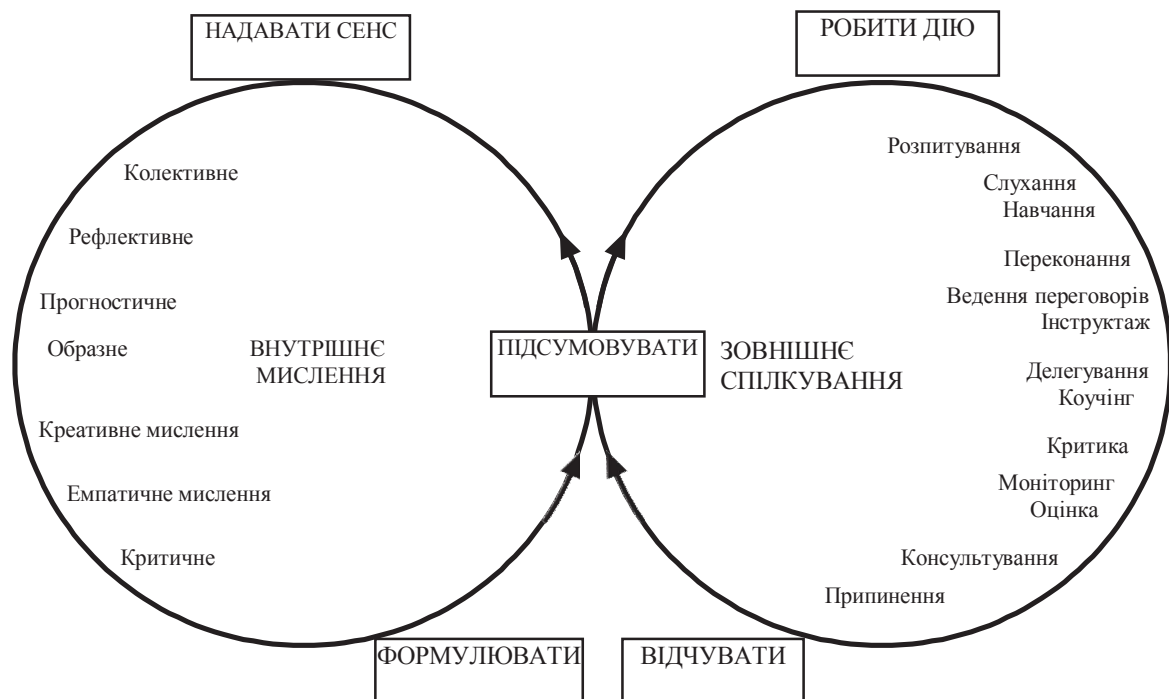 НАДАВАТИ СЕНС
РОБИТИ ДІЮ
Колективне
Рефлективне
Прогностичне
Образне
Креативне мислення
Емпатичне мислення
Критичне
ВНУТРІШНЄ
МИСЛЕННЯ
ПІДСУМОВУВАТИ
ЗОВНІШНЄ
СПІЛКУВАННЯ
Розпитування
Слухання
Навчання
Переконання
Ведення переговорів
Інструктаж
Делегування
Коучінг
Критика
Моніторинг
Оцінка
Консультування
Припинення
ФОРМУЛЮВАТИ
ВІДЧУВАТИ